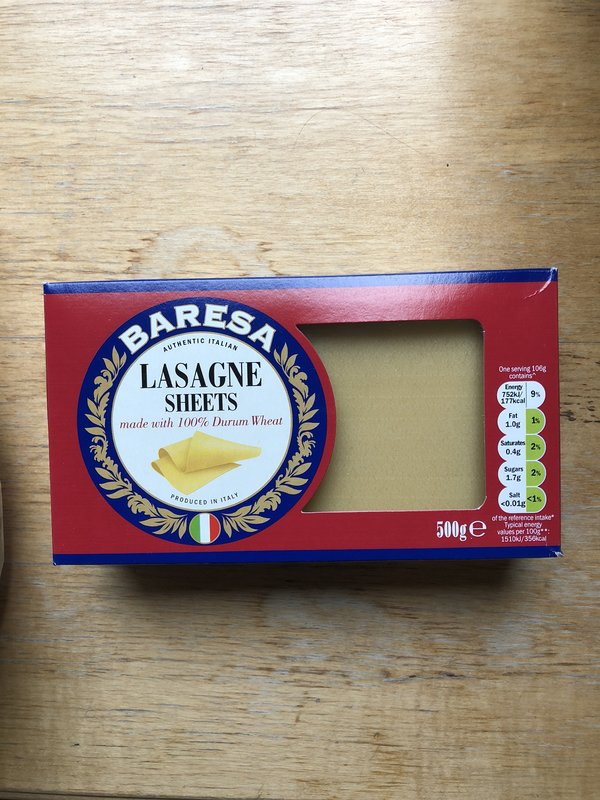 BARESA
AUTHENTIC ITALIAN
LASAGNE
SHEETS
made with 100% Durum Wheat
PRODUCED IN ITALY
500g ℮
One serving 106g
contains^
Energy
752kJ/
177kcal
9%
Fat
1.0g
1%
Saturates
0.4g
2%
Sugars
1.7g
2%
Salt
<0.01g
<1%
of the reference intake*
Typical energy
values per 100g**:
1510kJ/356kcal